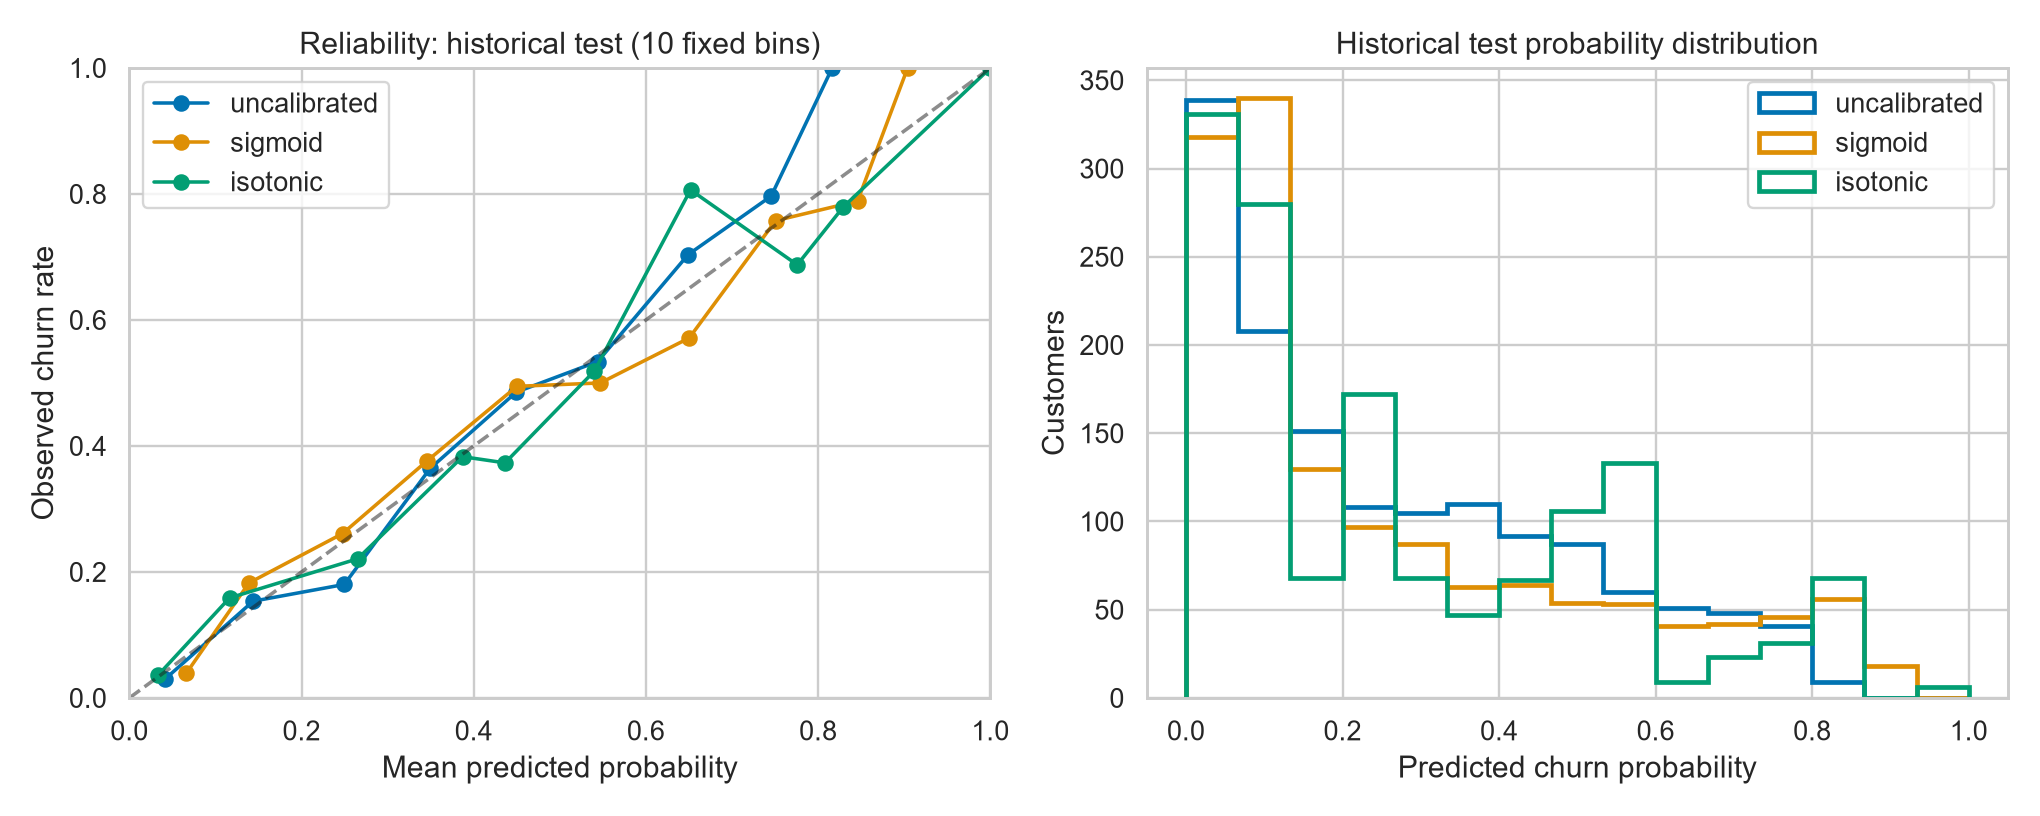 Reliability: historical test (10 fixed bins)
1.0
0.8
0.6
0.4
0.2
0.0
Observed churn rate
uncalibrated
sigmoid
isotonic
0.0 0.2 0.4 0.6 0.8 1.0
Mean predicted probability
Historical test probability distribution
350
300
250
200
150
100
50
0
Customers
uncalibrated
sigmoid
isotonic
0.0 0.2 0.4 0.6 0.8 1.0
Predicted churn probability